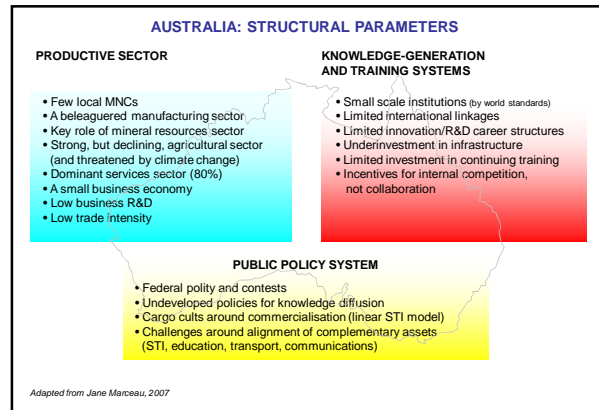 AUSTRALIA: STRUCTURAL PARAMETERS
PRODUCTIVE SECTOR
• Few local MNCs
• A beleaguered manufacturing sector
• Key role of mineral resources sector
• Strong, but declining, agricultural sector
(and threatened by climate change)
• Dominant services sector (80%)
• A small business economy
• Low business R&D
• Low trade intensity
KNOWLEDGE-GENERATION
AND TRAINING SYSTEMS
• Small scale institutions (by world standards)
• Limited international linkages
• Limited innovation/R&D career structures
• Underinvestment in infrastructure
• Limited investment in continuing training
• Incentives for internal competition,
not collaboration
PUBLIC POLICY SYSTEM
• Federal polity and contests
• Undeveloped policies for knowledge diffusion
• Cargo cults around commercialisation (linear STI model)
• Challenges around alignment of complementary assets
(STI, education, transport, communications)
Adapted from Jane Marceau, 2007